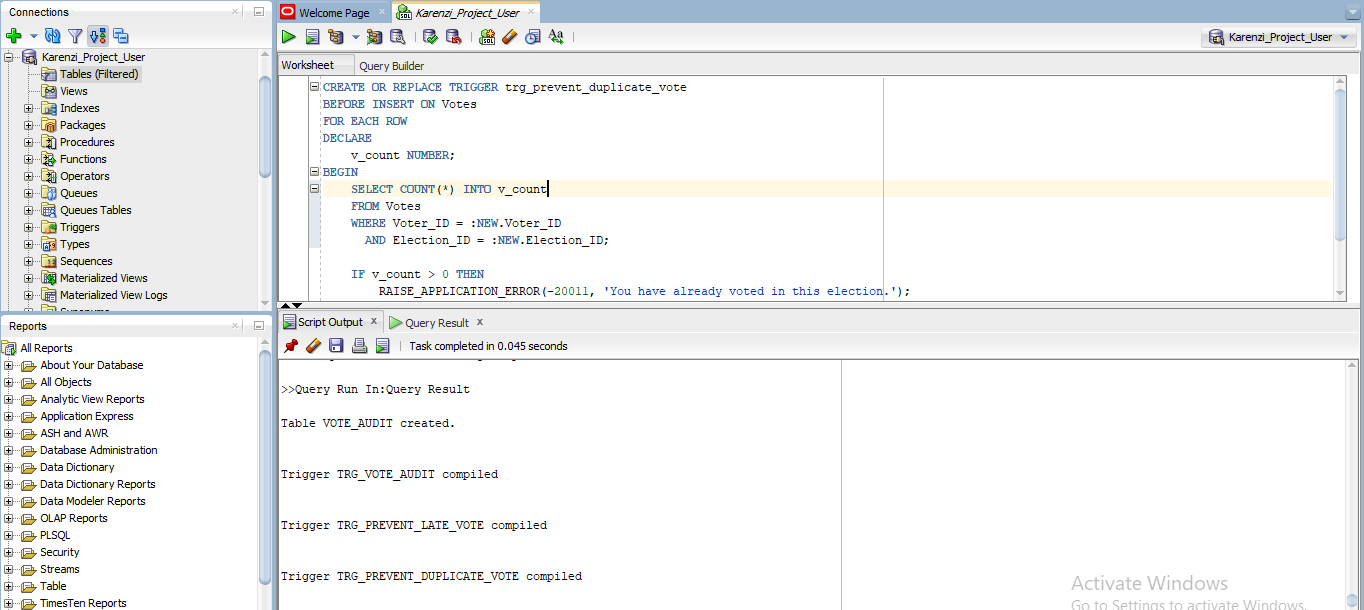 Connections
Karenzi_Project_User
Tables (Filtered)
Views
Indexes
Packages
Procedures
Functions
Operators
Queues
Queues Tables
Triggers
Types
Sequences
Materialized Views
Materialized View Logs
Reports
All Reports
About Your Database
All Objects
Analytic View Reports
Application Express
ASH and AWR
Database Administration
Data Dictionary
Data Dictionary Reports
Data Modeler Reports
OLAP Reports
PLSQL
Security
Streams
Table
TimesTen Reports
Welcome Page
Karenzi_Project_User
Karenzi_Project_User
Worksheet
Query Builder
CREATE OR REPLACE TRIGGER trg_prevent_duplicate_vote
BEFORE INSERT ON Votes
FOR EACH ROW
DECLARE
v_count NUMBER;
BEGIN
SELECT COUNT(*) INTO v_count
FROM Votes
WHERE Voter_ID = :NEW.Voter_ID
AND Election_ID = :NEW.Election_ID;
IF v_count > 0 THEN
RAISE_APPLICATION_ERROR(-20011, 'You have already voted in this election.');
Script Output
Query Result
Task completed in 0.045 seconds
>>Query Run In:Query Result
Table VOTE_AUDIT created.
Trigger TRG_VOTE_AUDIT compiled
Trigger TRG_PREVENT_LATE_VOTE compiled
Trigger TRG_PREVENT_DUPLICATE_VOTE compiled
Activate Windows
Go to Settings to activate Windows.